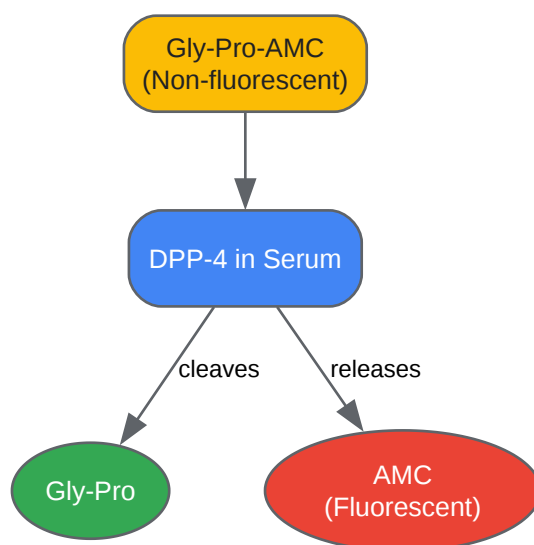 Gly-Pro-AMC
(Non-fluorescent)
DPP-4 in Serum
cleaves
releases
Gly-Pro
AMC
(Fluorescent)